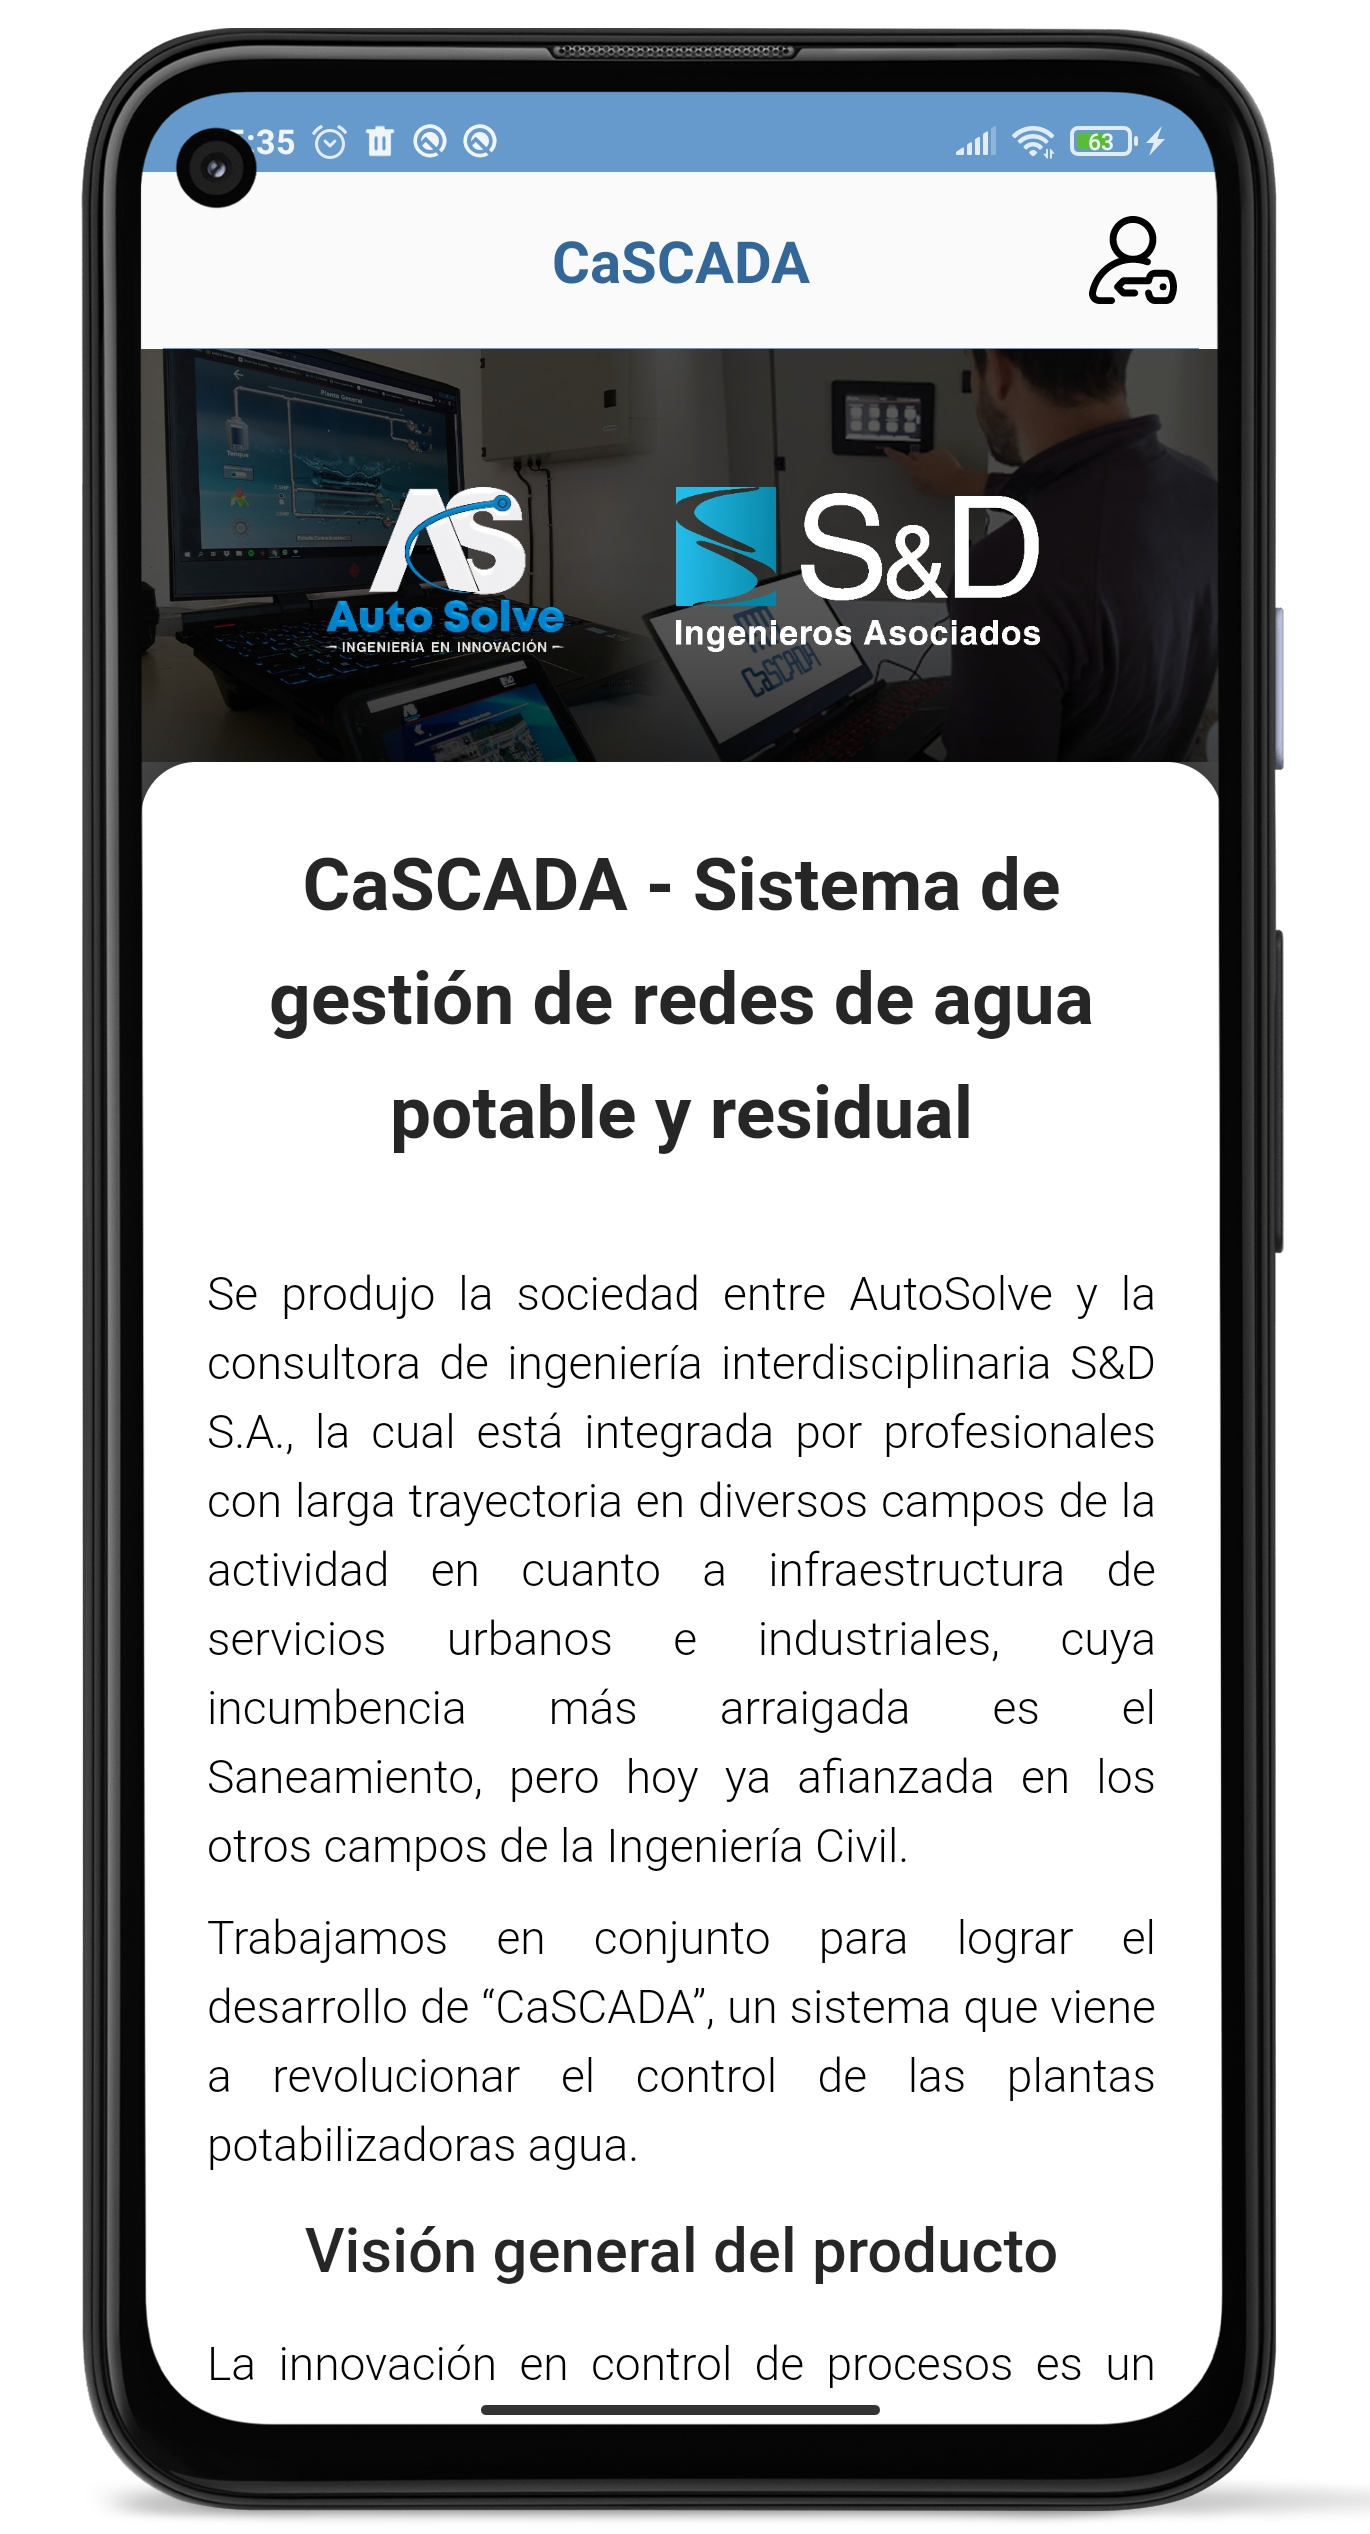 :35
63
CaSCADA
Planta General
Tanque
AS
Auto Solve
INGENIERÍA EN INNOVACIÓN
S&D
Ingenieros Asociados
CaSCADA
CaSCADA - Sistema de
gestión de redes de agua
potable y residual
Se produjo la sociedad entre AutoSolve y la
consultora de ingeniería interdisciplinaria S&D
S.A., la cual está integrada por profesionales
con larga trayectoria en diversos campos de la
actividad en cuanto a infraestructura de
servicios urbanos e industriales, cuya
incumbencia más arraigada es el
Saneamiento, pero hoy ya afianzada en los
otros campos de la Ingeniería Civil.
Trabajamos en conjunto para lograr el
desarrollo de “CaSCADA”, un sistema que viene
a revolucionar el control de las plantas
potabilizadoras agua.
Visión general del producto
La innovación en control de procesos es un